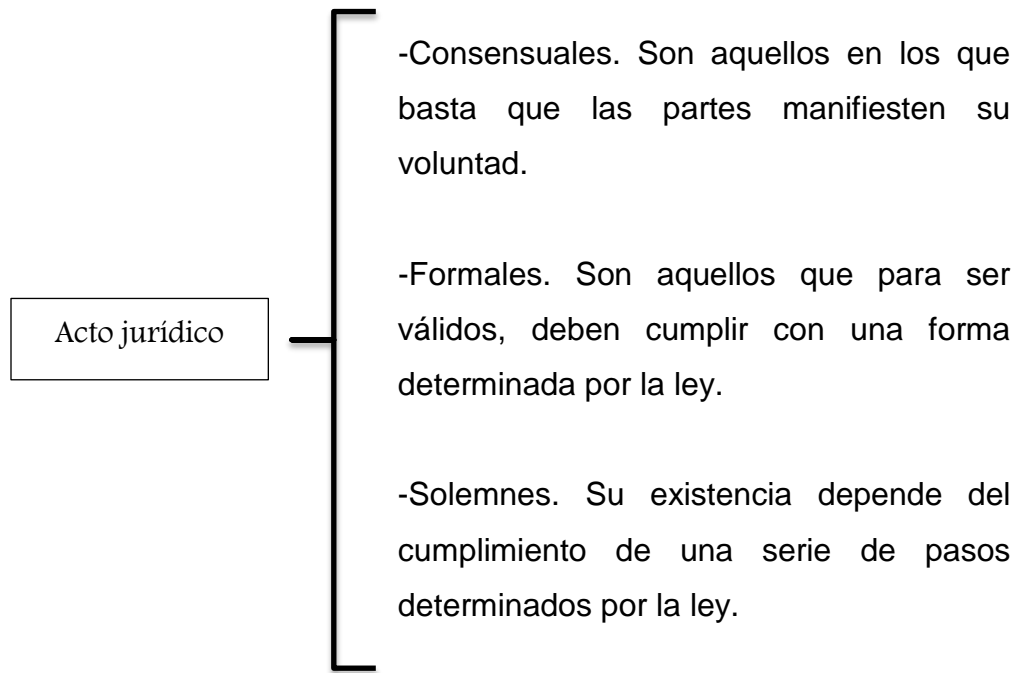 Acto jurídico
-Consensuales. Son aquellos en los que
basta que las partes manifiesten su
voluntad.
-Formales. Son aquellos que para ser
válidos, deben cumplir con una forma
determinada por la ley.
-Solemnes. Su existencia depende del
cumplimiento de una serie de pasos
determinados por la ley.